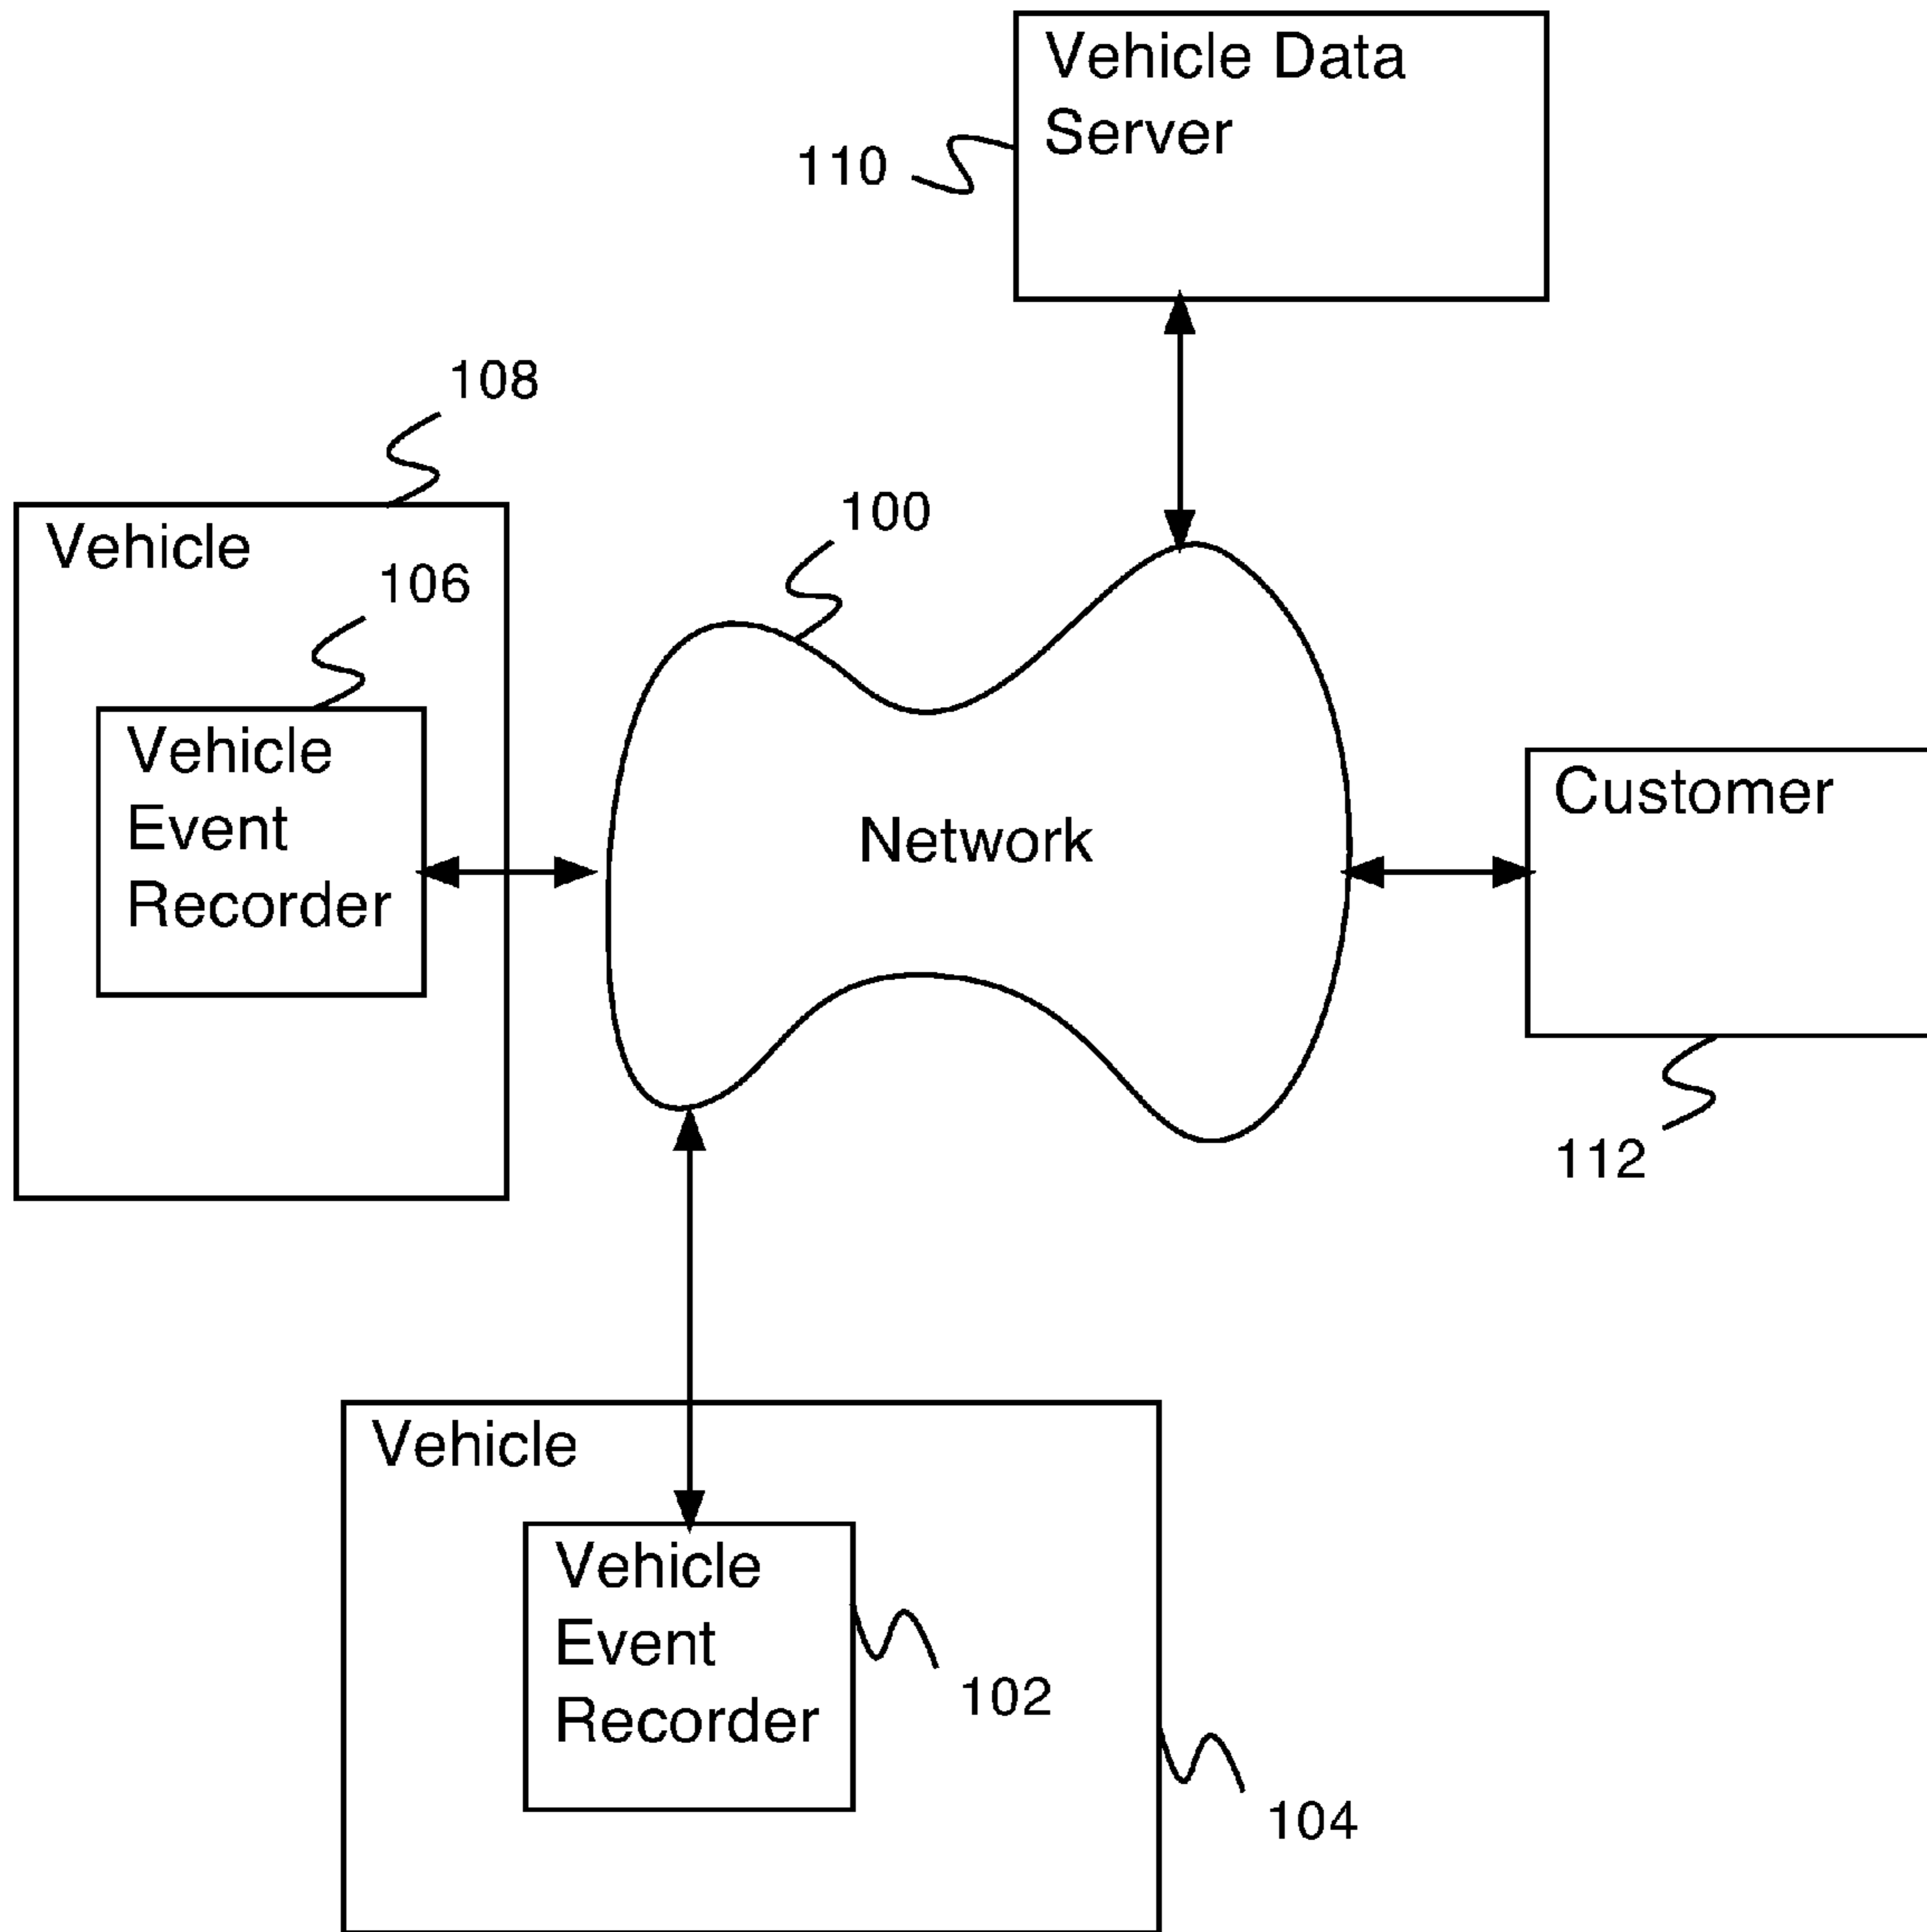 Vehicle Data
Server
110
108
100
Vehicle
106
Vehicle
Event
Recorder
Network
Customer
112
Vehicle
Vehicle
Event
Recorder
102
104